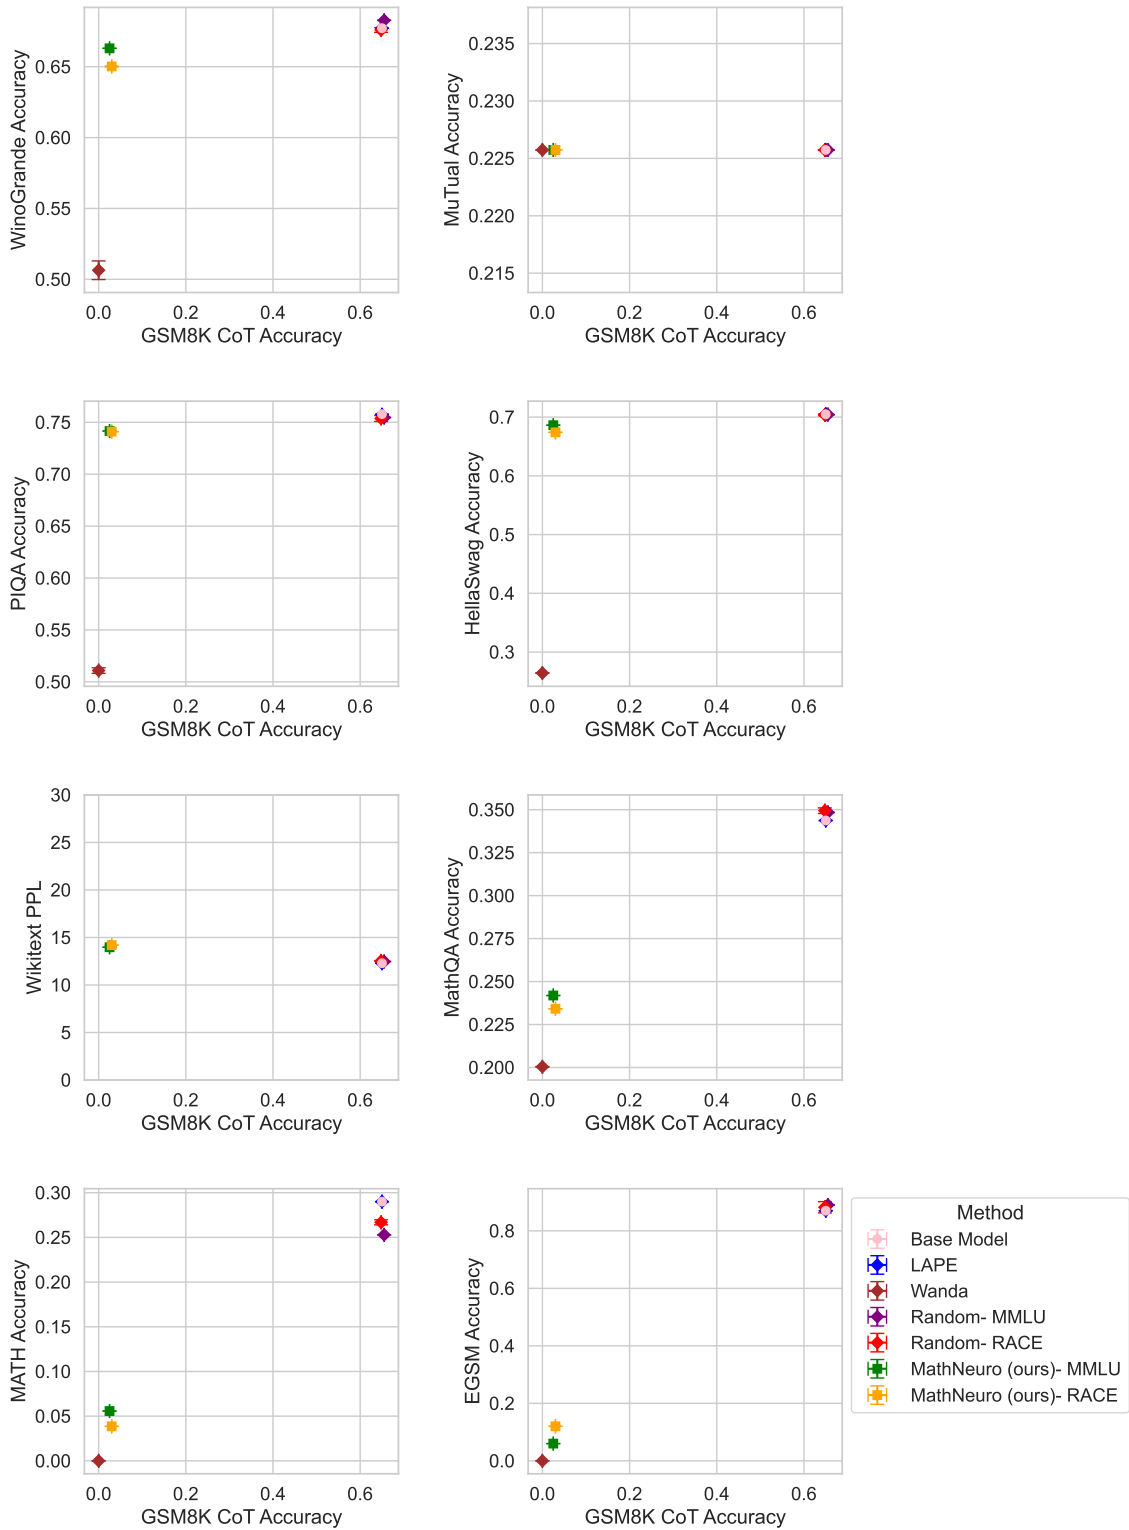 WinoGrande Accuracy
0.65
0.60
0.55
0.50
0.0 0.2 0.4 0.6
GSM8K CoT Accuracy
MuTual Accuracy
0.235
0.230
0.225
0.220
0.215
0.0 0.2 0.4 0.6
GSM8K CoT Accuracy
PIQA Accuracy
0.75
0.70
0.65
0.60
0.55
0.50
0.0 0.2 0.4 0.6
GSM8K CoT Accuracy
HellaSwag Accuracy
0.7
0.6
0.5
0.4
0.3
0.0 0.2 0.4 0.6
GSM8K CoT Accuracy
Wikitext PPL
30
25
20
15
10
5
0
0.0 0.2 0.4 0.6
GSM8K CoT Accuracy
MathQA Accuracy
0.350
0.325
0.300
0.275
0.250
0.225
0.200
0.0 0.2 0.4 0.6
GSM8K CoT Accuracy
MATH Accuracy
0.30
0.25
0.20
0.15
0.10
0.05
0.00
0.0 0.2 0.4 0.6
GSM8K CoT Accuracy
EGSM Accuracy
0.8
0.6
0.4
0.2
0.0
0.0 0.2 0.4 0.6
GSM8K CoT Accuracy
Method
Base Model
LAPE
Wanda
Random- MMLU
Random- RACE
MathNeuro (ours)- MMLU
MathNeuro (ours)- RACE